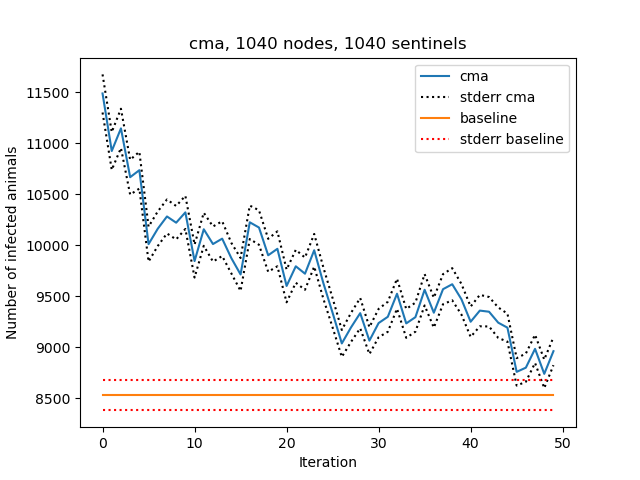 cma, 1040 nodes, 1040 sentinels
cma
stderr cma
baseline
stderr baseline
Number of infected animals
11500
11000
10500
10000
9500
9000
8500
0 10 20 30 40 50
Iteration